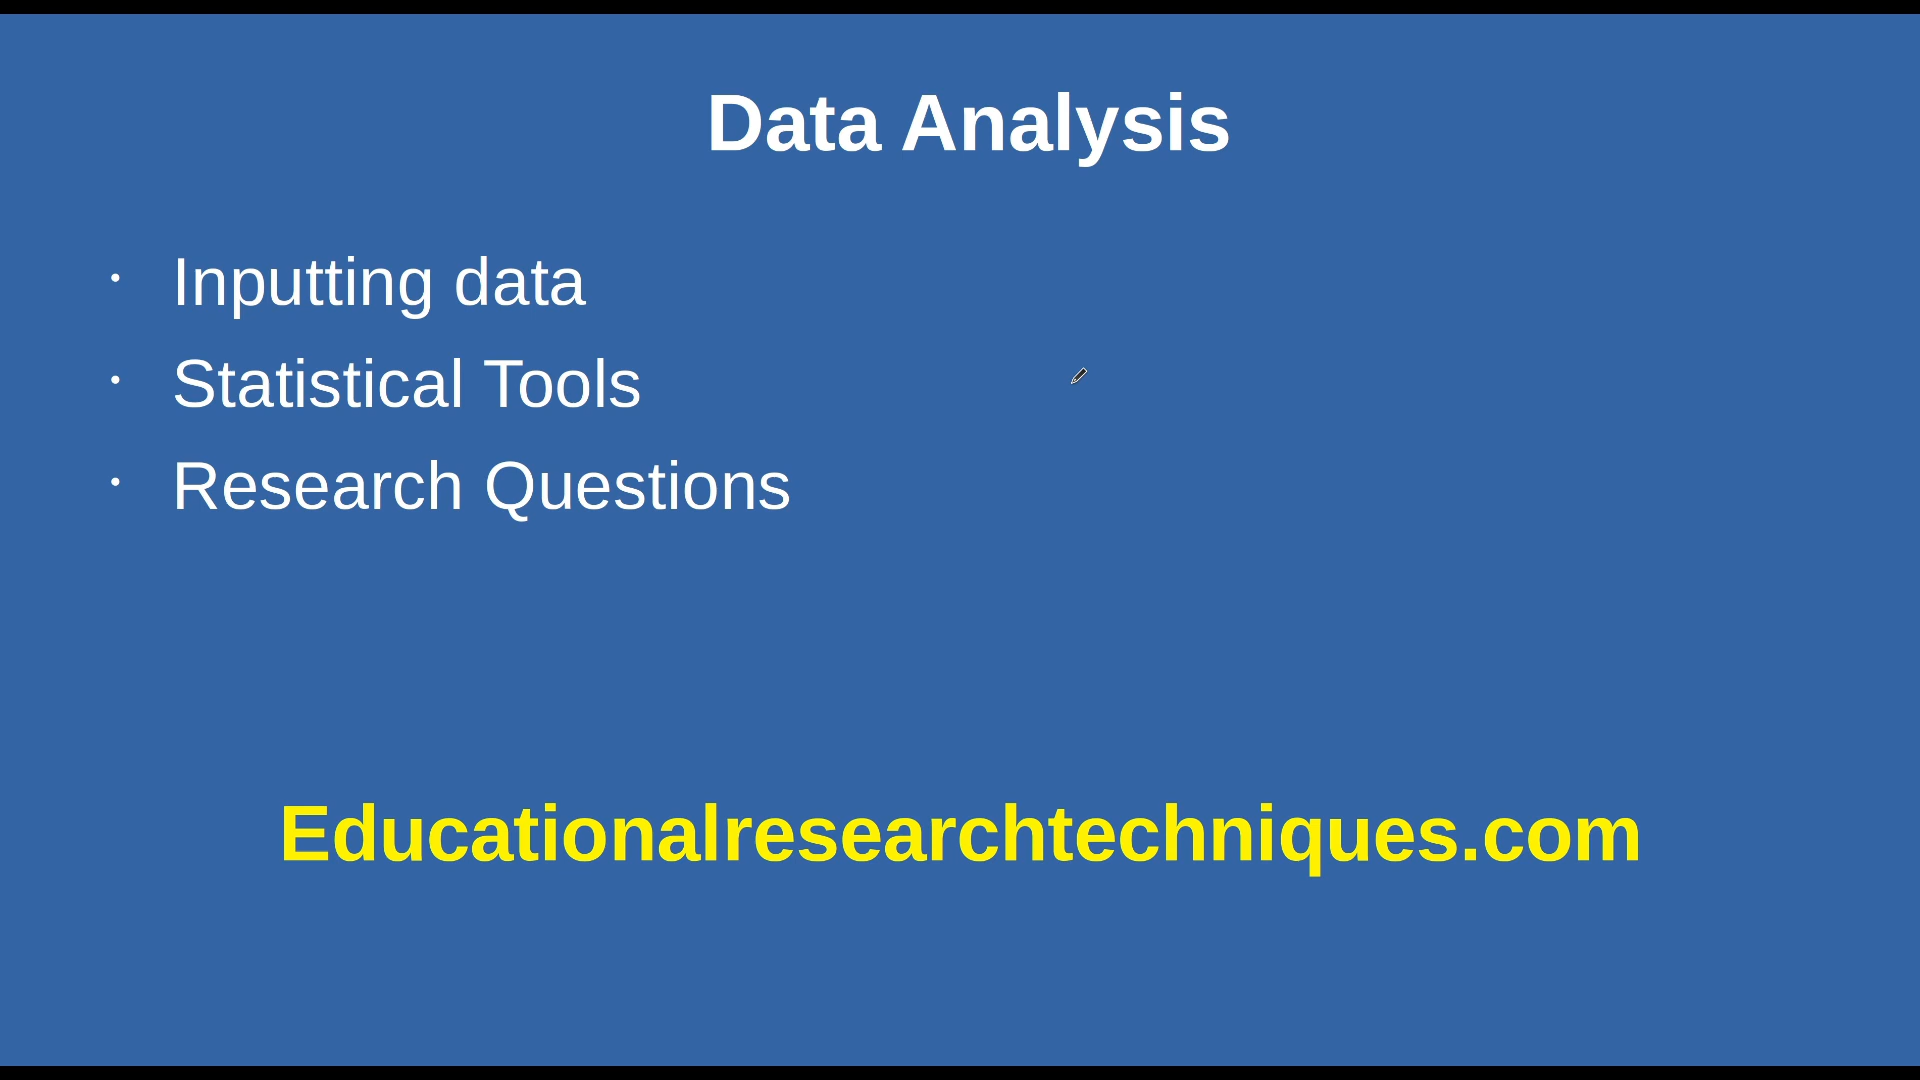 Data Analysis
• Inputting data
• Statistical Tools
• Research Questions
Educationalresearchtechniques.com